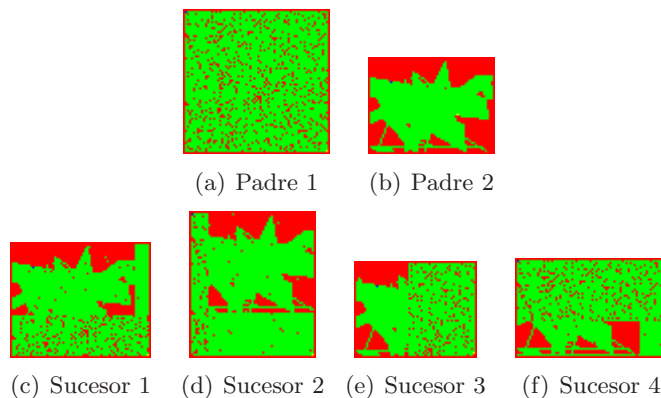 (a) Padre 1
(b) Padre 2
(c) Sucesor 1
(d) Sucesor 2
(e) Sucesor 3
(f) Sucesor 4